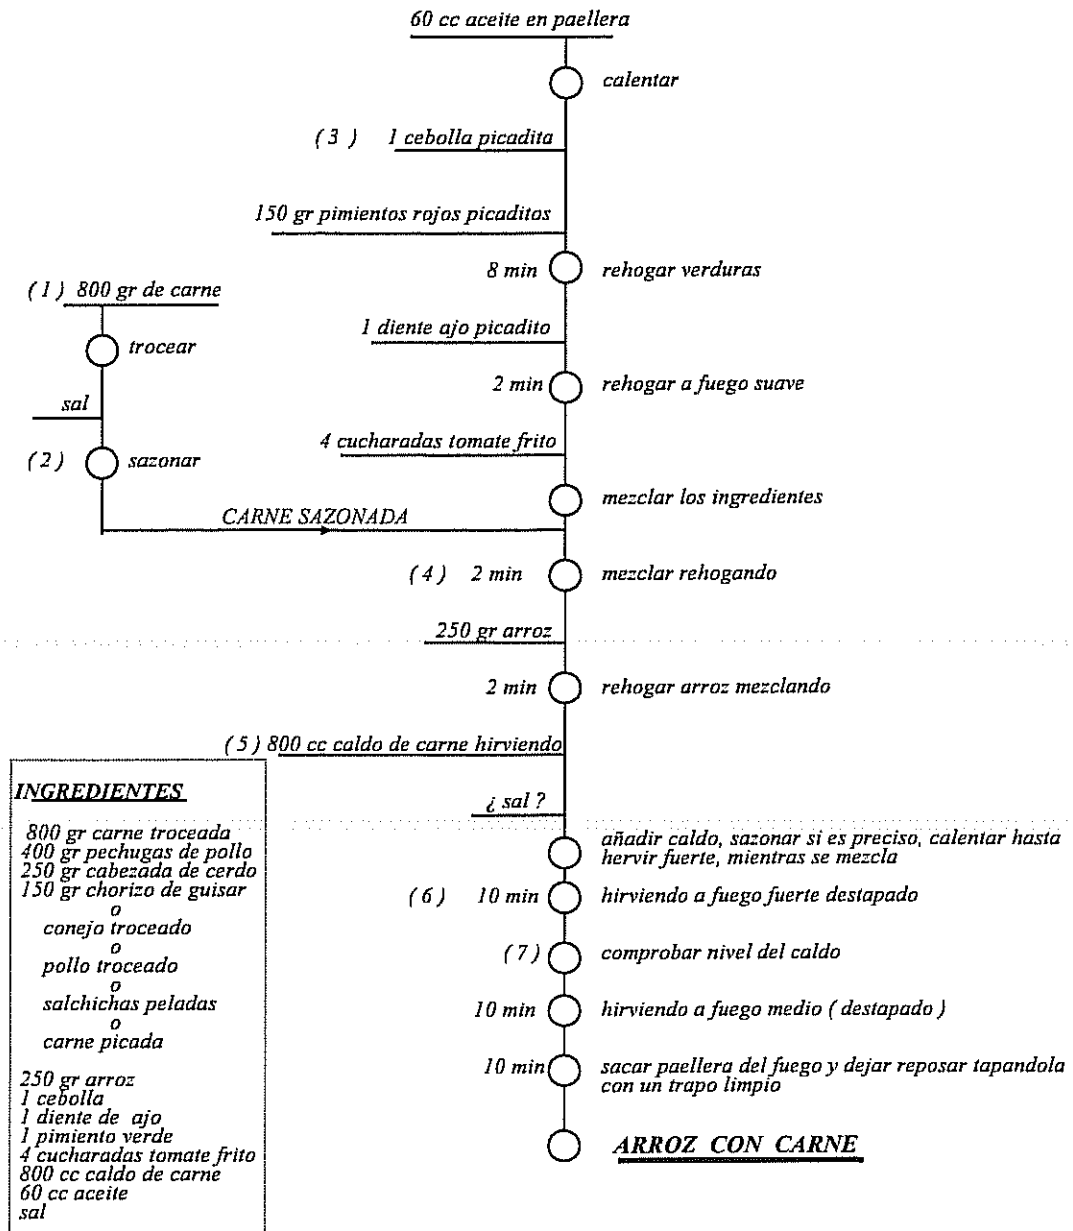 60 cc aceite en paellera
calentar
( 3 ) 1 cebolla picadita
150 gr pimientos rojos picaditos
8 min rehogar verduras
( 1 ) 800 gr de carne
trocear
1 diente ajo picadito
2 min rehogar a fuego suave
sal
4 cucharadas tomate frito
( 2 ) sazonar
mezclar los ingredientes
CARNE SAZONADA
( 4 ) 2 min mezclar rehogando
250 gr arroz
2 min rehogar arroz mezclando
( 5 ) 800 cc caldo de carne hirviendo
¿ sal ?
añadir caldo, sazonar si es preciso, calentar hasta
hervir fuerte, mientras se mezcla
( 6 ) 10 min hirviendo a fuego fuerte destapado
( 7 ) comprobar nivel del caldo
10 min hirviendo a fuego medio ( destapado )
10 min sacar paellera del fuego y dejar reposar tapandola
con un trapo limpio
ARROZ CON CARNE
INGREDIENTES
800 gr carne troceada
400 gr pechugas de pollo
250 gr cabezada de cerdo
150 gr chorizo de guisar
o
conejo troceado
o
pollo troceado
o
salchichas peladas
o
carne picada
250 gr arroz
1 cebolla
1 diente de ajo
1 pimiento verde
4 cucharadas tomate frito
800 cc caldo de carne
60 cc aceite
sal